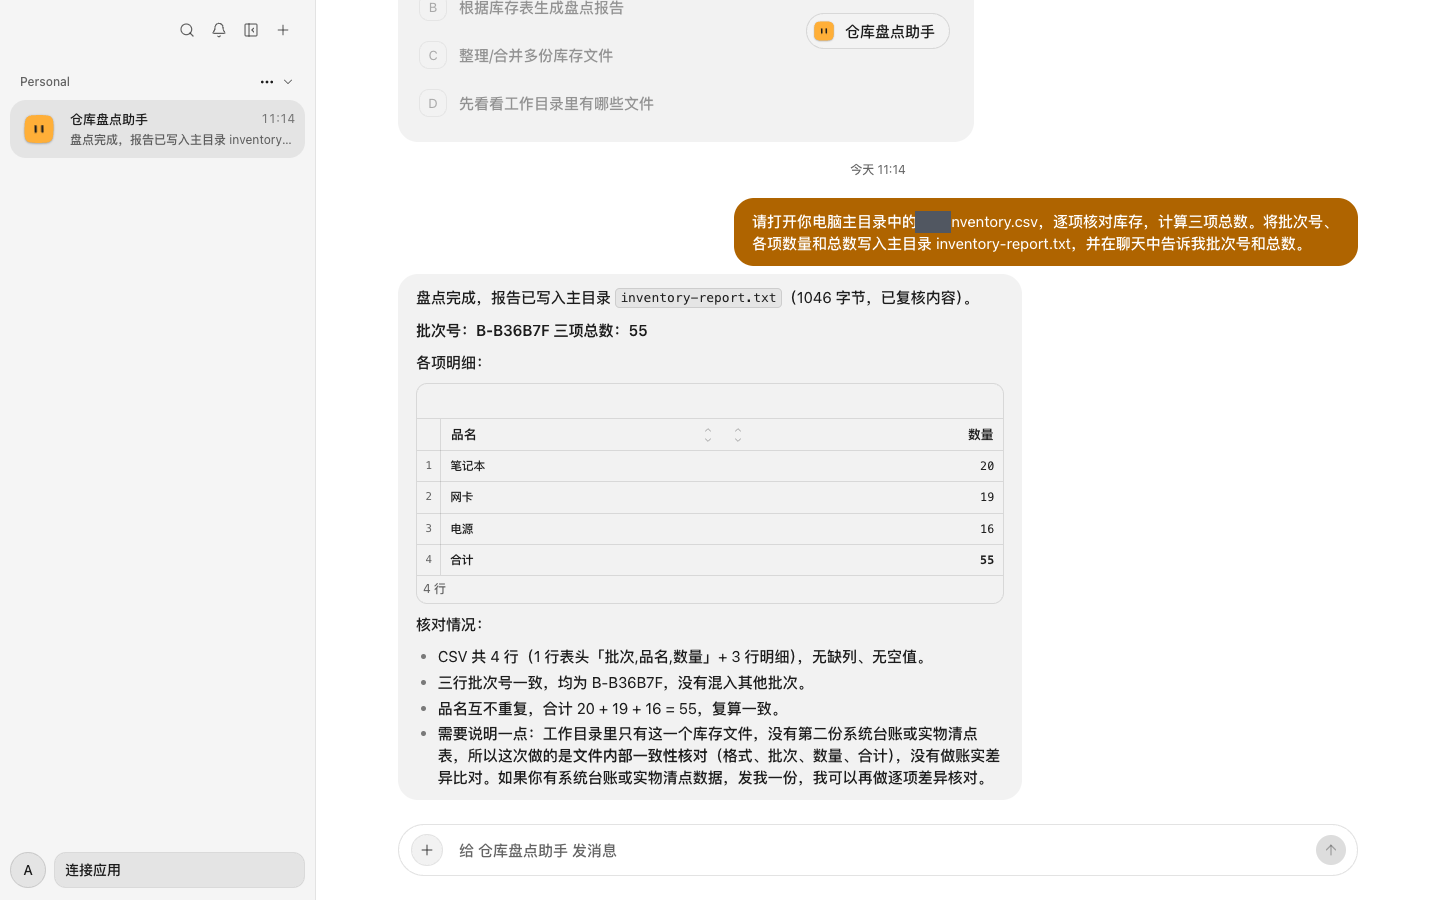 Personal
仓库盘点助手
11:14
盘点完成，报告已写入主目录 inventory...
A
连接应用
B 根据库存表生成盘点报告
仓库盘点助手
C 整理/合并多份库存文件
D 先看看工作目录里有哪些文件
今天 11:14
请打开你电脑主目录中的 nventory.csv，逐项核对库存，计算三项总数。将批次号、
各项数量和总数写入主目录 inventory-report.txt，并在聊天中告诉我批次号和总数。
盘点完成，报告已写入主目录 inventory-report.txt（1046 字节，已复核内容）。
批次号：B-B36B7F 三项总数：55
各项明细：
品名 数量
1 笔记本 20
2 网卡 19
3 电源 16
4 合计 55
4 行
核对情况：
CSV 共 4 行（1 行表头「批次,品名,数量」+ 3 行明细），无缺列、无空值。
三行批次号一致，均为 B-B36B7F，没有混入其他批次。
品名互不重复，合计 20 + 19 + 16 = 55，复算一致。
需要说明一点：工作目录里只有这一个库存文件，没有第二份系统台账或实物清点
表，所以这次做的是文件内部一致性核对（格式、批次、数量、合计），没有做账实差
异比对。如果你有系统台账或实物清点数据，发我一份，我可以再做逐项差异核对。
给 仓库盘点助手 发消息